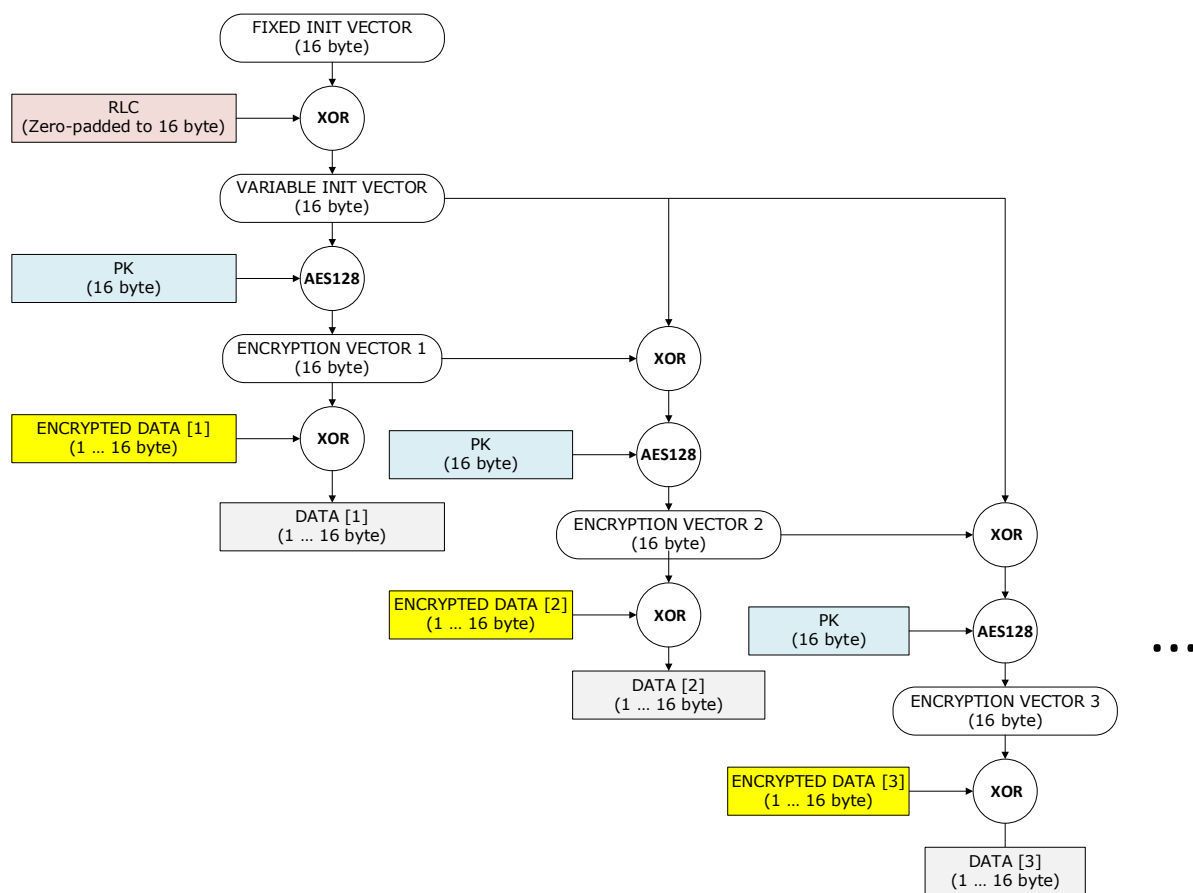 FIXED INIT VECTOR
(16 byte)
RLC
(Zero-padded to 16 byte)
XOR
VARIABLE INIT VECTOR
(16 byte)
PK
(16 byte)
AES128
ENCRYPTION VECTOR 1
(16 byte)
XOR
ENCRYPTED DATA [1]
(1 ... 16 byte)
XOR
PK
(16 byte)
AES128
DATA [1]
(1 ... 16 byte)
ENCRYPTION VECTOR 2
(16 byte)
XOR
ENCRYPTED DATA [2]
(1 ... 16 byte)
XOR
PK
(16 byte)
AES128
...
DATA [2]
(1 ... 16 byte)
ENCRYPTION VECTOR 3
(16 byte)
ENCRYPTED DATA [3]
(1 ... 16 byte)
XOR
DATA [3]
(1 ... 16 byte)